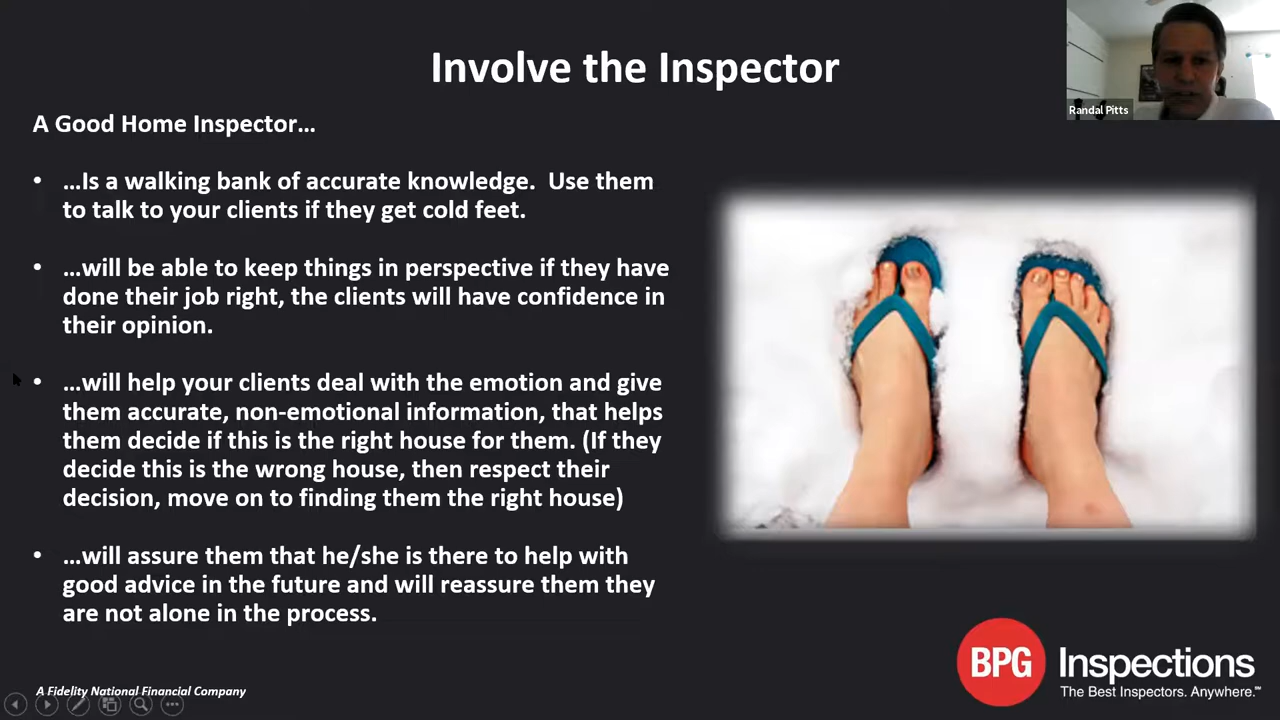 Involve the Inspector
Randal Pitts
A Good Home Inspector...
• ...Is a walking bank of accurate knowledge.  Use them
to talk to your clients if they get cold feet.
• ...will be able to keep things in perspective if they have
done their job right, the clients will have confidence in
their opinion.
• ...will help your clients deal with the emotion and give
them accurate, non-emotional information, that helps
them decide if this is the right house for them. (If they
decide this is the wrong house, then respect their
decision, move on to finding them the right house)
• ...will assure them that he/she is there to help with
good advice in the future and will reassure them they
are not alone in the process.
BPG Inspections
The Best Inspectors. Anywhere.℠
A Fidelity National Financial Company